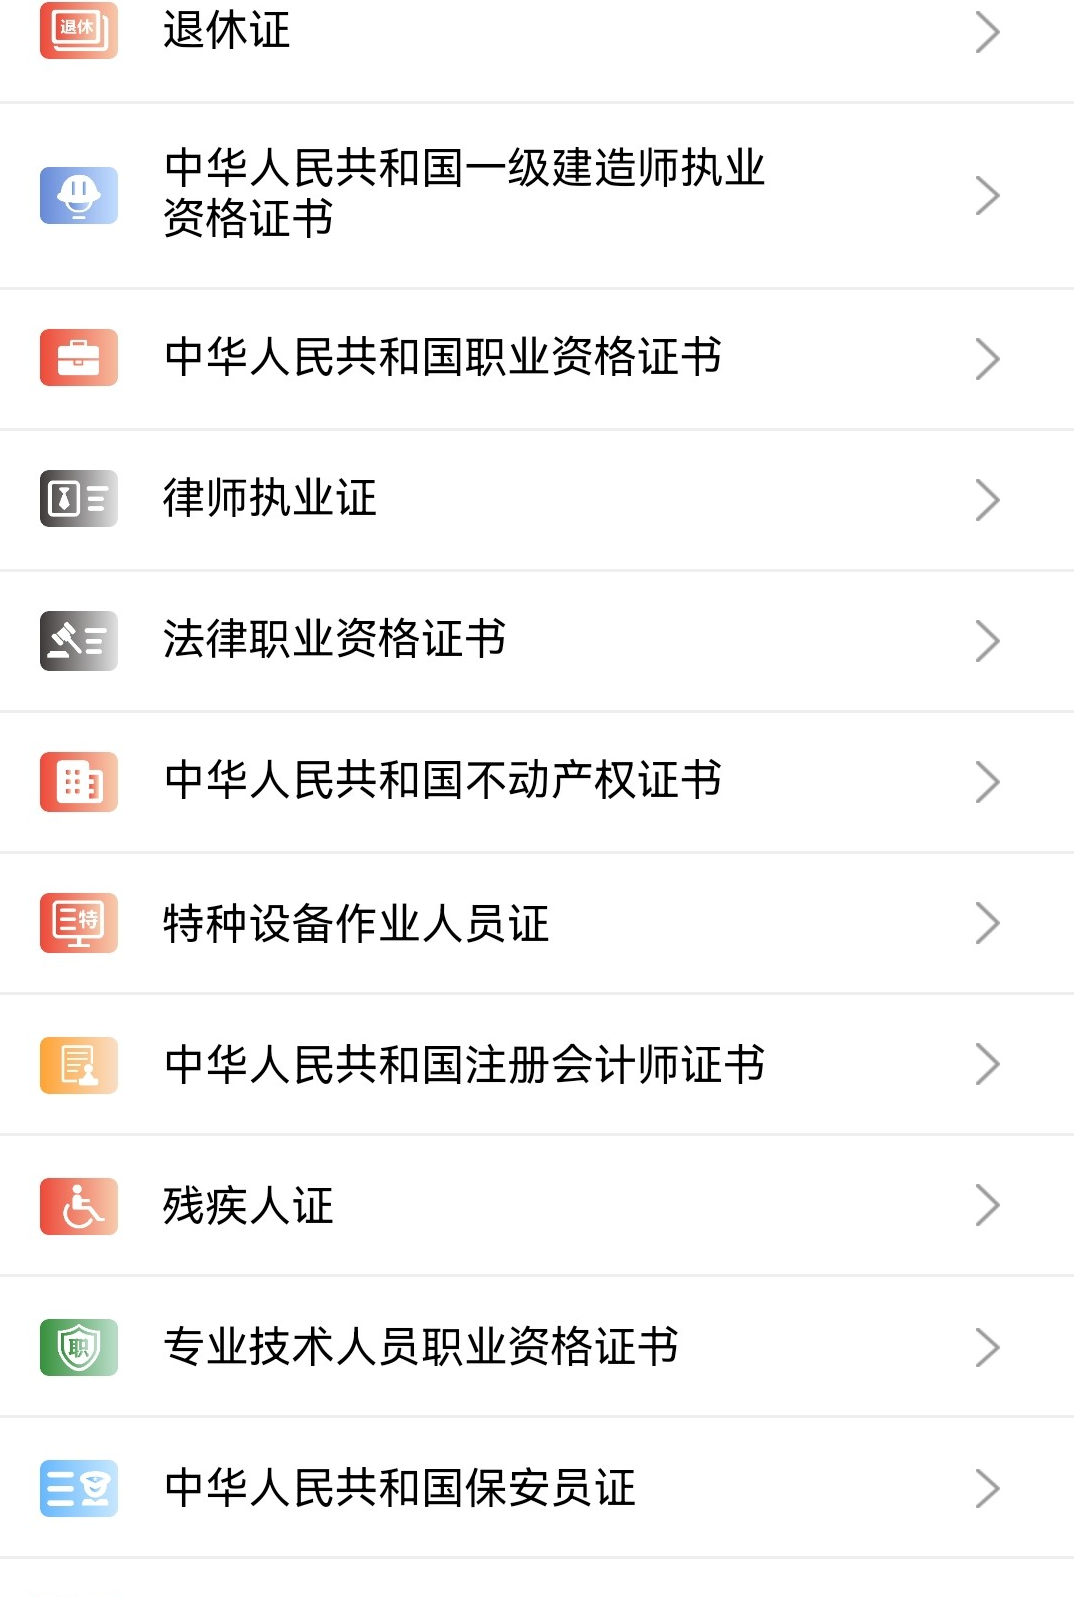 退休
退休证
中华人民共和国一级建造师执业
资格证书
中华人民共和国职业资格证书
律师执业证
法律职业资格证书
中华人民共和国不动产权证书
特
特种设备作业人员证
中华人民共和国注册会计师证书
残疾人证
职
专业技术人员职业资格证书
中华人民共和国保安员证